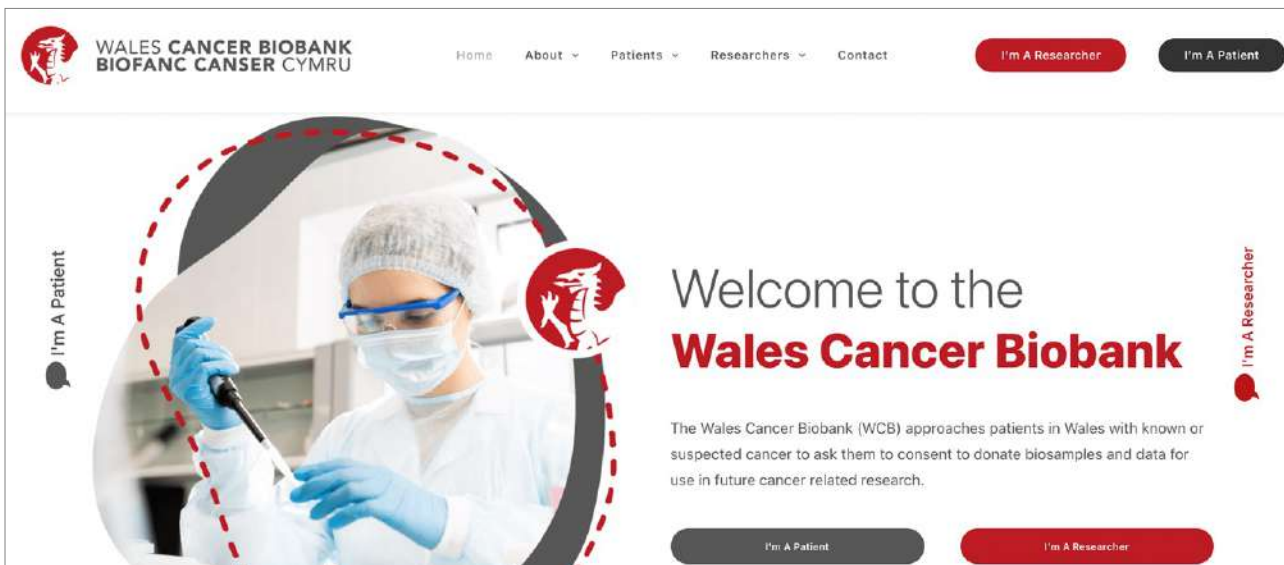 WALES CANCER BIOBANK
BIOFANC CANSER CYMRU
Home
About
Patients
Researchers
Contact
I'm A Researcher
I'm A Patient
I'm A Patient
Welcome to the
Wales Cancer Biobank
I'm A Researcher
The Wales Cancer Biobank (WCB) approaches patients in Wales with known or
suspected cancer to ask them to consent to donate biosamples and data for
use in future cancer related research.
I'm A Patient
I'm A Researcher